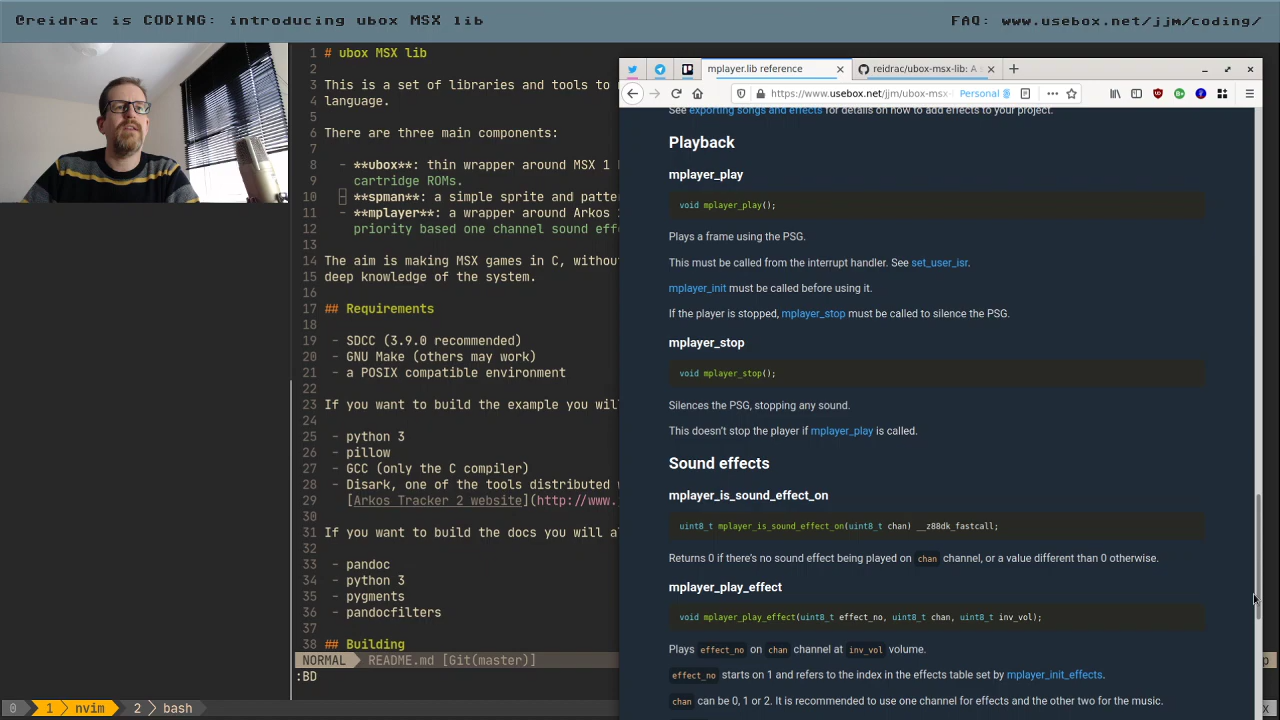 @reidrac is CODING: introducing ubox MSX lib
FAQ: www.usebox.net/jjm/coding/
1 # ubox MSX lib
2
3 This is a set of libraries and tools to
4 language.
5
6 There are three main components:
7
8 - **ubox**: thin wrapper around MSX 1
9 cartridge ROMs.
10 - **spman**: a simple sprite and patte
11 - **mplayer**: a wrapper around Arkos
12 priority based one channel sound eff
13
14 The aim is making MSX games in C, withou
15 deep knowledge of the system.
16
17 ## Requirements
18
19 - SDCC (3.9.0 recommended)
20 - GNU Make (others may work)
21 - a POSIX compatible environment
22
23 If you want to build the example you wil
24
25 - python 3
26 - pillow
27 - GCC (only the C compiler)
28 - Disark, one of the tools distributed
29 [Arkos Tracker 2 website](http://www.
30
31 If you want to build the docs you will a
32
33 - pandoc
34 - python 3
35 - pygments
36 - pandocfilters
37
38 ## Building
NORMAL README.md [Git(master)]
:BD
0 1 nvim 2 bash
mplayer.lib reference
reidrac/ubox-msx-lib: A
https://www.usebox.net/jjm/ubox-msx- Personal
See exporting songs and effects for details on how to add effects to your project.
Playback
mplayer_play
void mplayer_play();
Plays a frame using the PSG.
This must be called from the interrupt handler. See set_user_isr.
mplayer_init must be called before using it.
If the player is stopped, mplayer_stop must be called to silence the PSG.
mplayer_stop
void mplayer_stop();
Silences the PSG, stopping any sound.
This doesn't stop the player if mplayer_play is called.
Sound effects
mplayer_is_sound_effect_on
uint8_t mplayer_is_sound_effect_on(uint8_t chan) __z88dk_fastcall;
Returns 0 if there's no sound effect being played on chan channel, or a value different than 0 otherwise.
mplayer_play_effect
void mplayer_play_effect(uint8_t effect_no, uint8_t chan, uint8_t inv_vol);
Plays effect_no on chan channel at inv_vol volume.
effect_no starts on 1 and refers to the index in the effects table set by mplayer_init_effects.
chan can be 0, 1 or 2. It is recommended to use one channel for effects and the other two for the music.